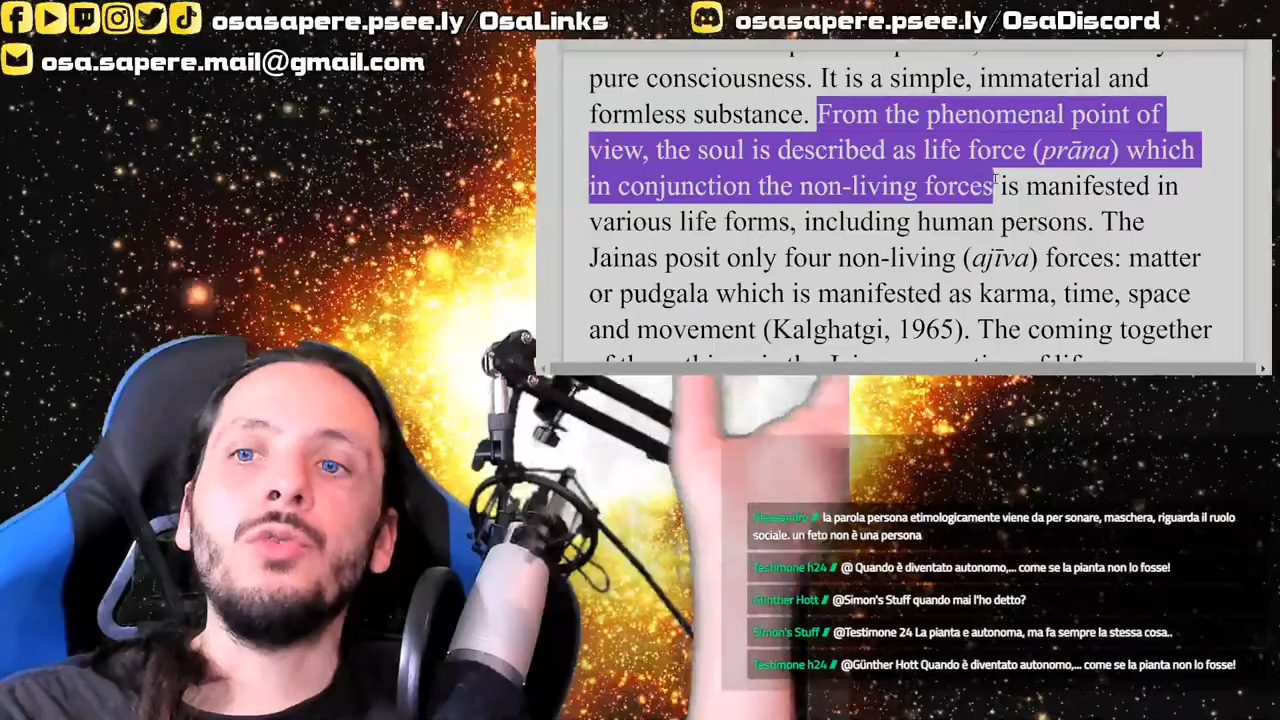 osasapere.psee.ly/OsaLinks
osasapere.psee.ly/OsaDiscord
osa.sapere.mail@gmail.com
pure consciousness. It is a simple, immaterial and
formless substance. From the phenomenal point of
view, the soul is described as life force (prāna) which
in conjunction the non-living forces is manifested in
various life forms, including human persons. The
Jainas posit only four non-living (ajīva) forces: matter
or pudgala which is manifested as karma, time, space
and movement (Kalghatgi, 1965). The coming together
Alessandro // la parola persona etimologicamente viene da per sonare, maschera, riguarda il ruolo
sociale. un feto non è una persona
Testimone h24 // @ Quando è diventato autonomo,... come se la pianta non lo fosse!
Günther Hott // @Simon's Stuff quando mai l'ho detto?
Simon's Stuff // @Testimone 24 La pianta e autonoma, ma fa sempre la stessa cosa..
Testimone h24 // @Günther Hott Quando è diventato autonomo,... come se la pianta non lo fosse!